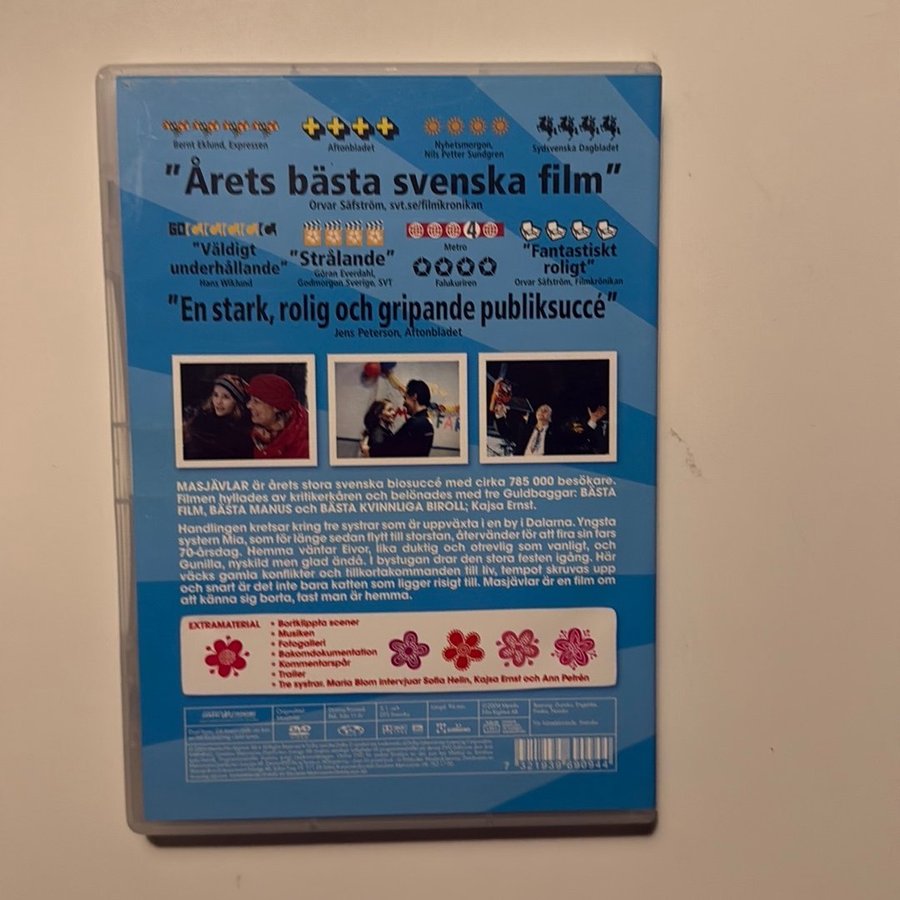 Bernt Eklund, Expressen
Aftonbladet
Nyhetsmorgon,
Nils Petter Sundgren
Sydsvenska Dagbladet
"Årets bästa svenska film"
Orvar Säfström, svt.se/filmkronikan
GO
"Väldigt
underhållande"
Hans Wiklund
"Strålande"
Göran Everdahl,
Godmorgon Sverige, SVT
4
Metro
Falukuriren
"Fantastiskt
roligt"
Orvar Säfström, Filmkrönikan
"En stark, rolig och gripande publiksuccé"
Jens Peterson, Aftonbladet
MASJÄVLAR är årets stora svenska biosuccé med cirka 785 000 besökare.
Filmen hyllades av kritikerkåren och belönades med tre Guldbaggar: BÄSTA
FILM, BÄSTA MANUS och BÄSTA KVINNLIGA BIROLL; Kajsa Ernst.
Handlingen kretsar kring tre systrar som är uppväxta i en by i Dalarna. Yngsta
systern Mia, som för länge sedan flytt till storstan, återvänder för att fira sin fars
70-årsdag. Hemma väntar Eivor, lika duktig och otrevlig som vanligt, och
Gunilla, nyskild men glad ändå. I bystugan drar den stora festen igång. Här
väcks gamla konflikter och tillkortakommanden till liv, tempot skruvas upp
och snart är det inte bara katten som ligger risigt till. Masjävlar är en film om
att känna sig borta, fast man är hemma.
EXTRAMATERIAL
• Bortklippta scener
• Musiken
• Fotogalleri
• Bakomdokumentation
• Kommentarspår
• Trailer
• Tre systrar. Maria Blom intervjuar Sofia Helin, Kajsa Ernst och Ann Petrén
DVD
7 321939 690944